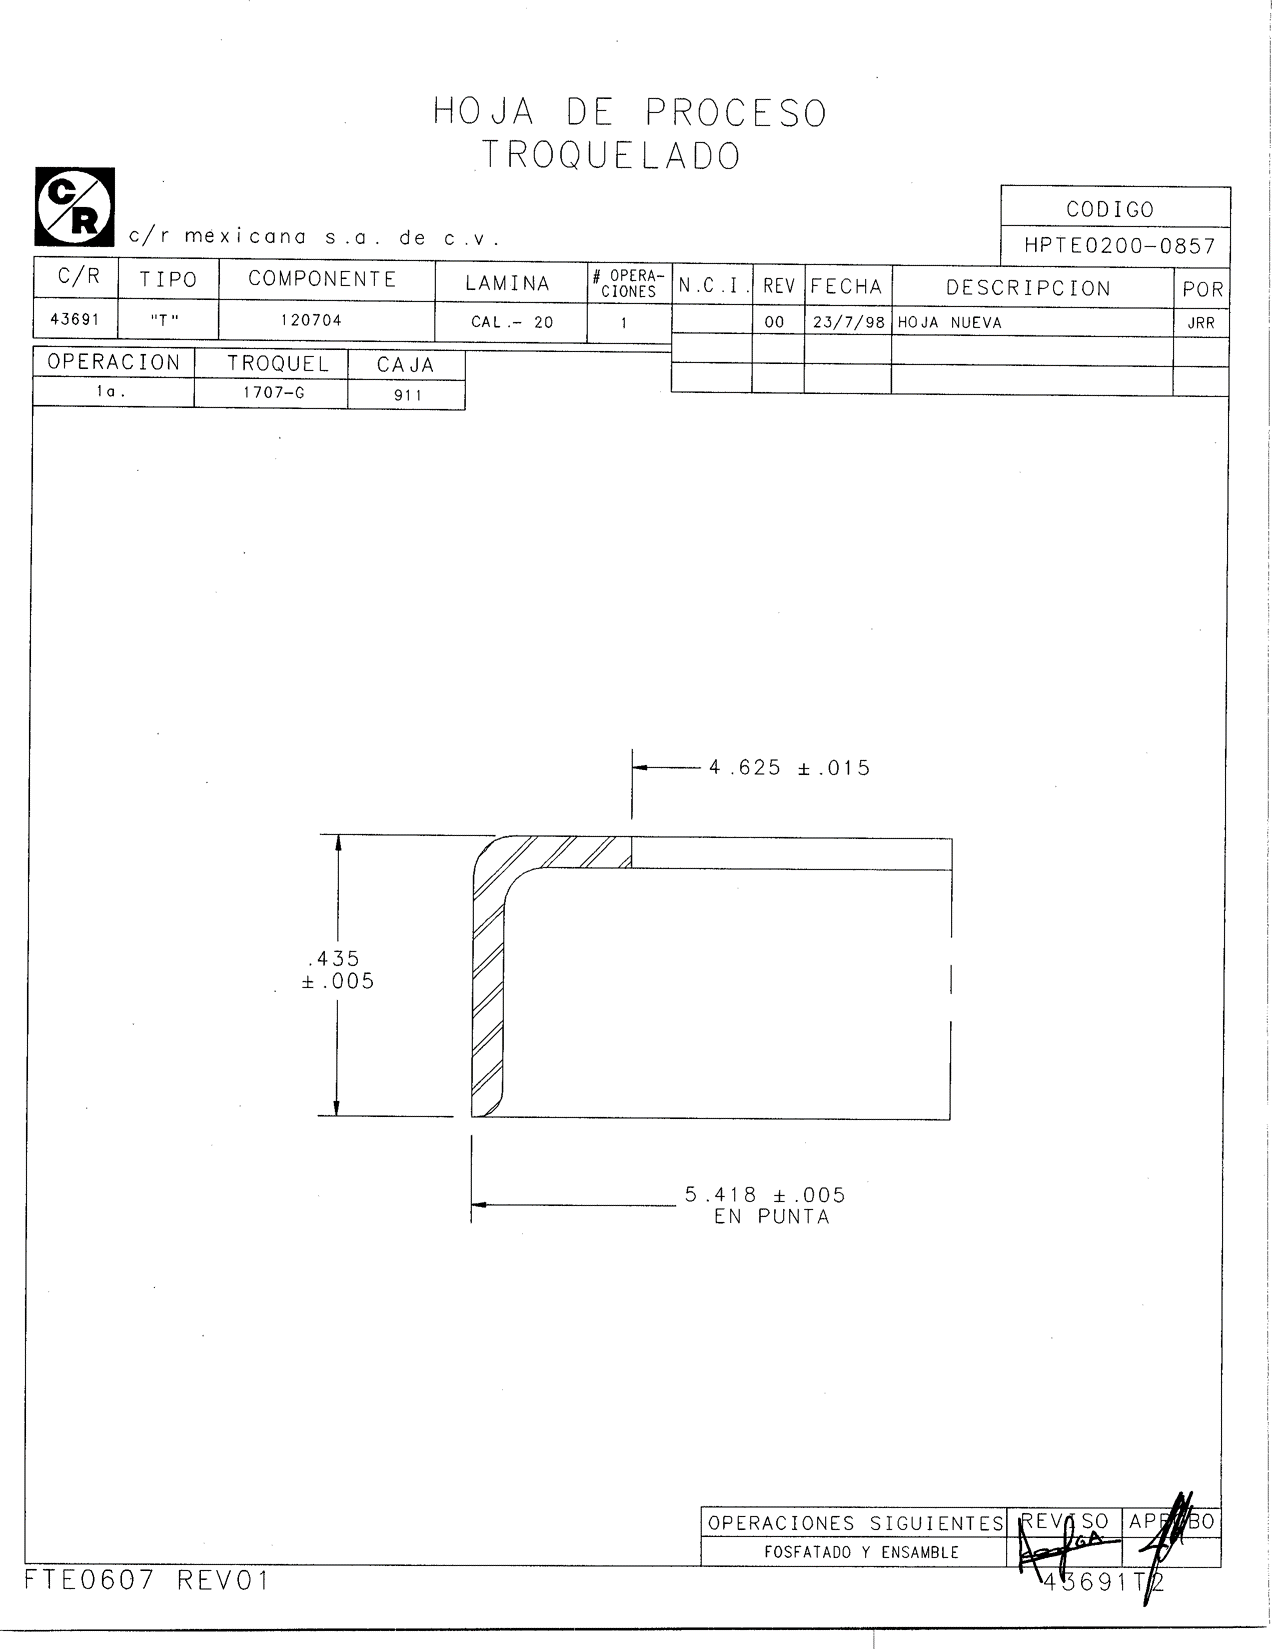 HOJA DE PROCESO
TROQUELADO
C/R
c/r mexicana s.a. de c.v.
CODIGO
HPTE0200-0857
C/R TIPO COMPONENTE LAMINA # OPERA-CIONES N.C.I. REV FECHA DESCRIPCION POR
43691 "T" 120704 CAL.- 20 1 00 23/7/98 HOJA NUEVA JRR
OPERACION TROQUEL CAJA
1a. 1707-G 911
4.625 ±.015
.435
±.005
5.418 ±.005
EN PUNTA
OPERACIONES SIGUIENTES REVISO APROBO
FOSFATADO Y ENSAMBLE
FTE0607 REV01
43691T2